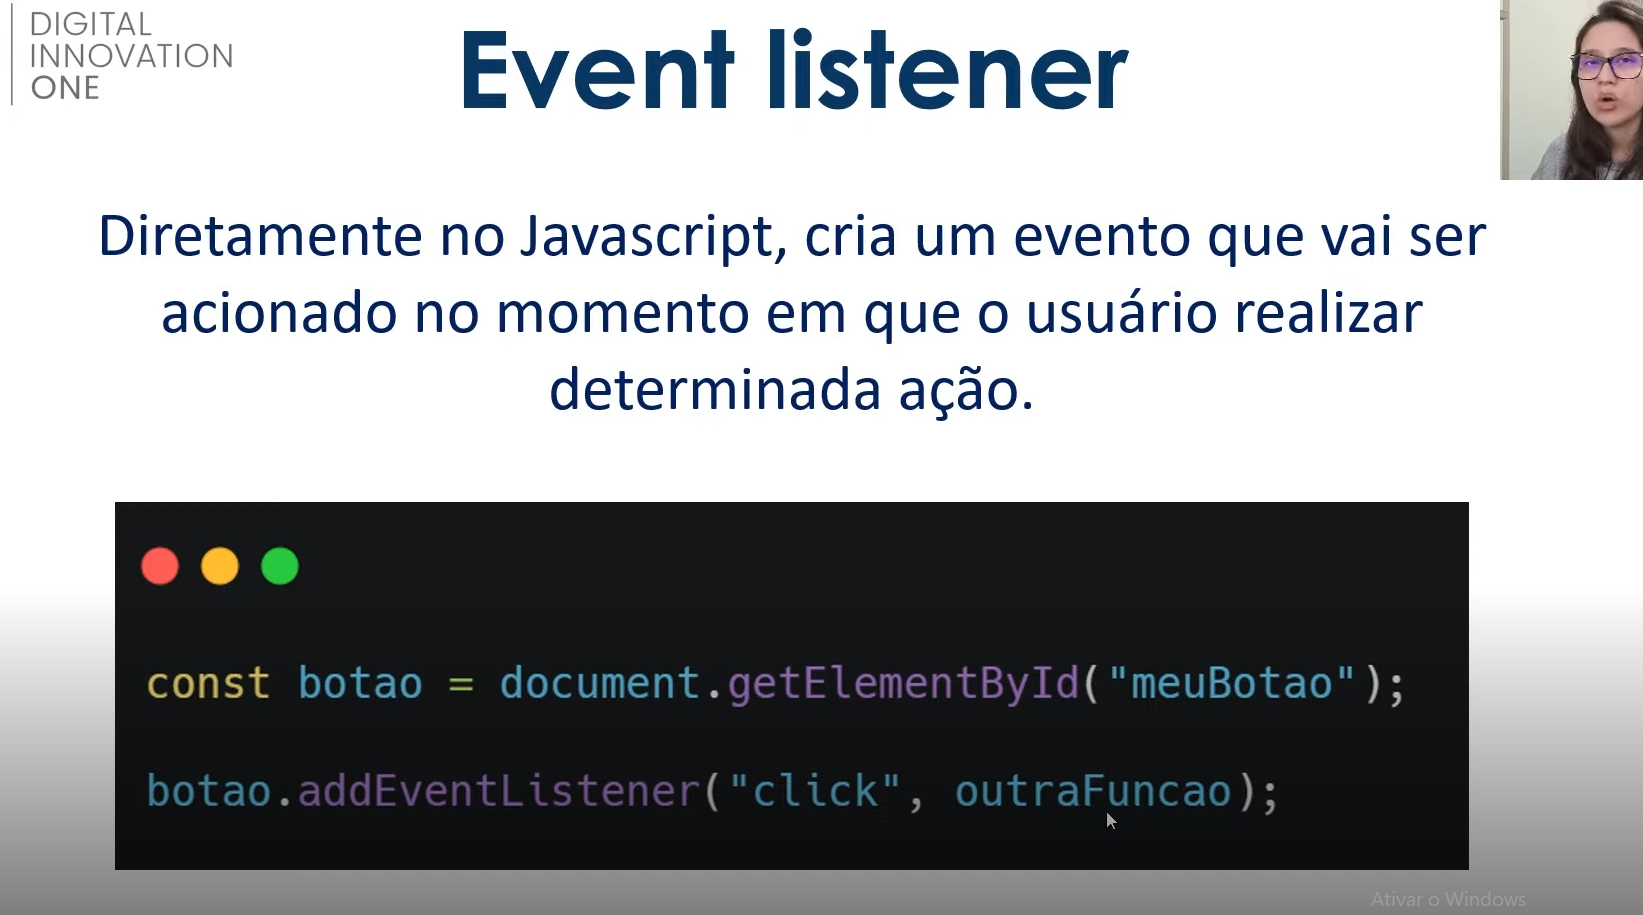 DIGITAL
INNOVATION
ONE
Event listener
Diretamente no Javascript, cria um evento que vai ser
acionado no momento em que o usuário realizar
determinada ação.
const botao = document.getElementById("meuBotao");
botao.addEventListener("click", outraFuncao);
Ativar o Windows